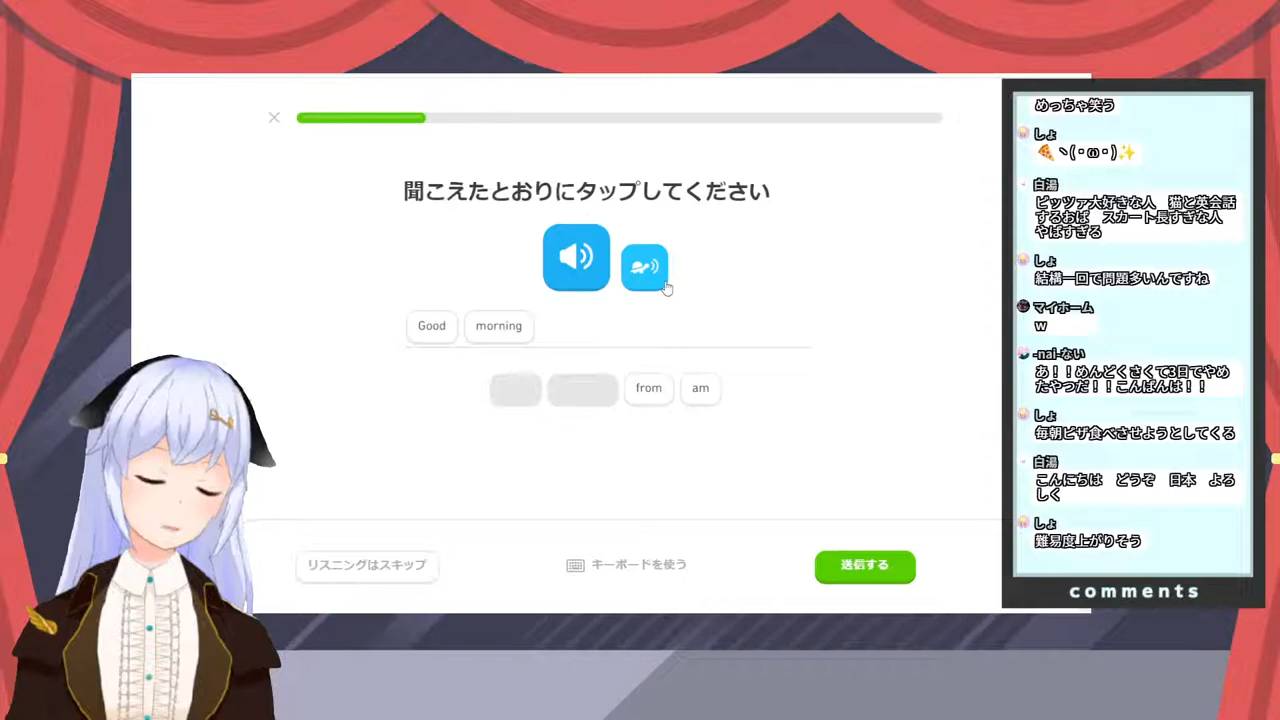 聞こえたとおりにタップしてください
Good morning
from am
リスニングはスキップ
キーボードを使う
送信する
めっちゃ笑う
しょ
🍕ヽ(･ω･)✨
白湯
ピッツァ大好きな人　猫と英会話
するおば　スカート長すぎな人
やばすぎる
しょ
結構一回で問題多いんですね
マイホーム
w
-nai-ない
あ！！めんどくさくて3日でやめ
たやつだ！！こんばんは！！
しょ
毎朝ピザ食べさせようとしてくる
白湯
こんにちは　どうぞ　日本　よろ
しく
しょ
難易度上がりそう
comments